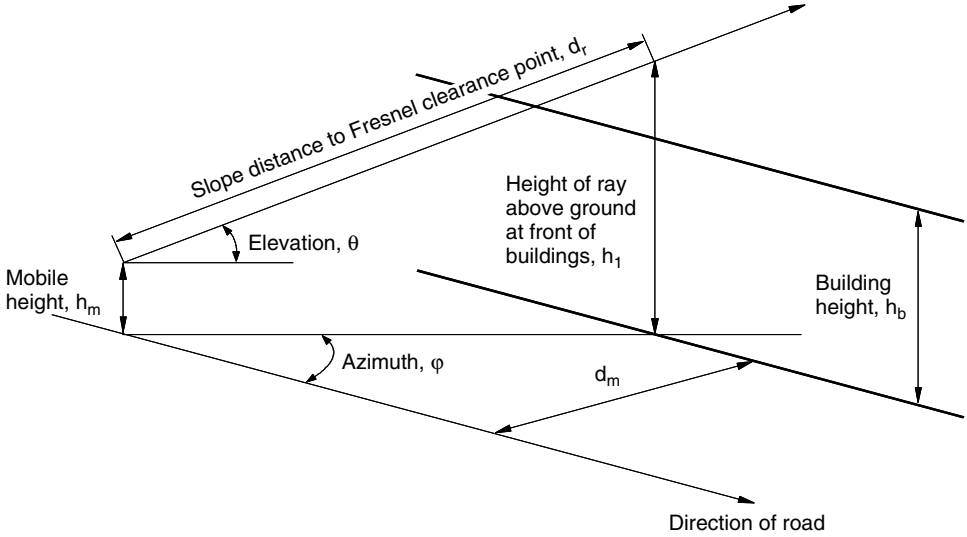 Slope distance to Fresnel clearance point, dᵣ
Height of ray
above ground
at front of
buildings, h₁
Elevation, θ
Mobile
height, hₘ
Building
height, h_b
Azimuth, φ
dₘ
Direction of road